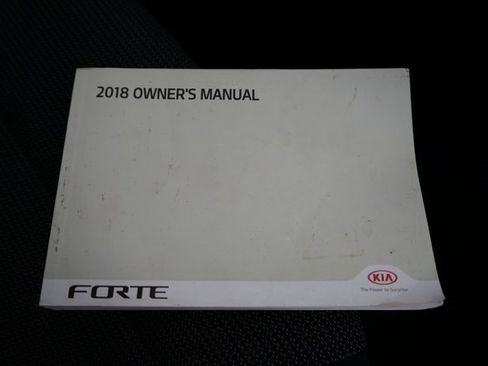 2018 OWNER'S MANUAL
FORTE
KIA
The Power to Surprise